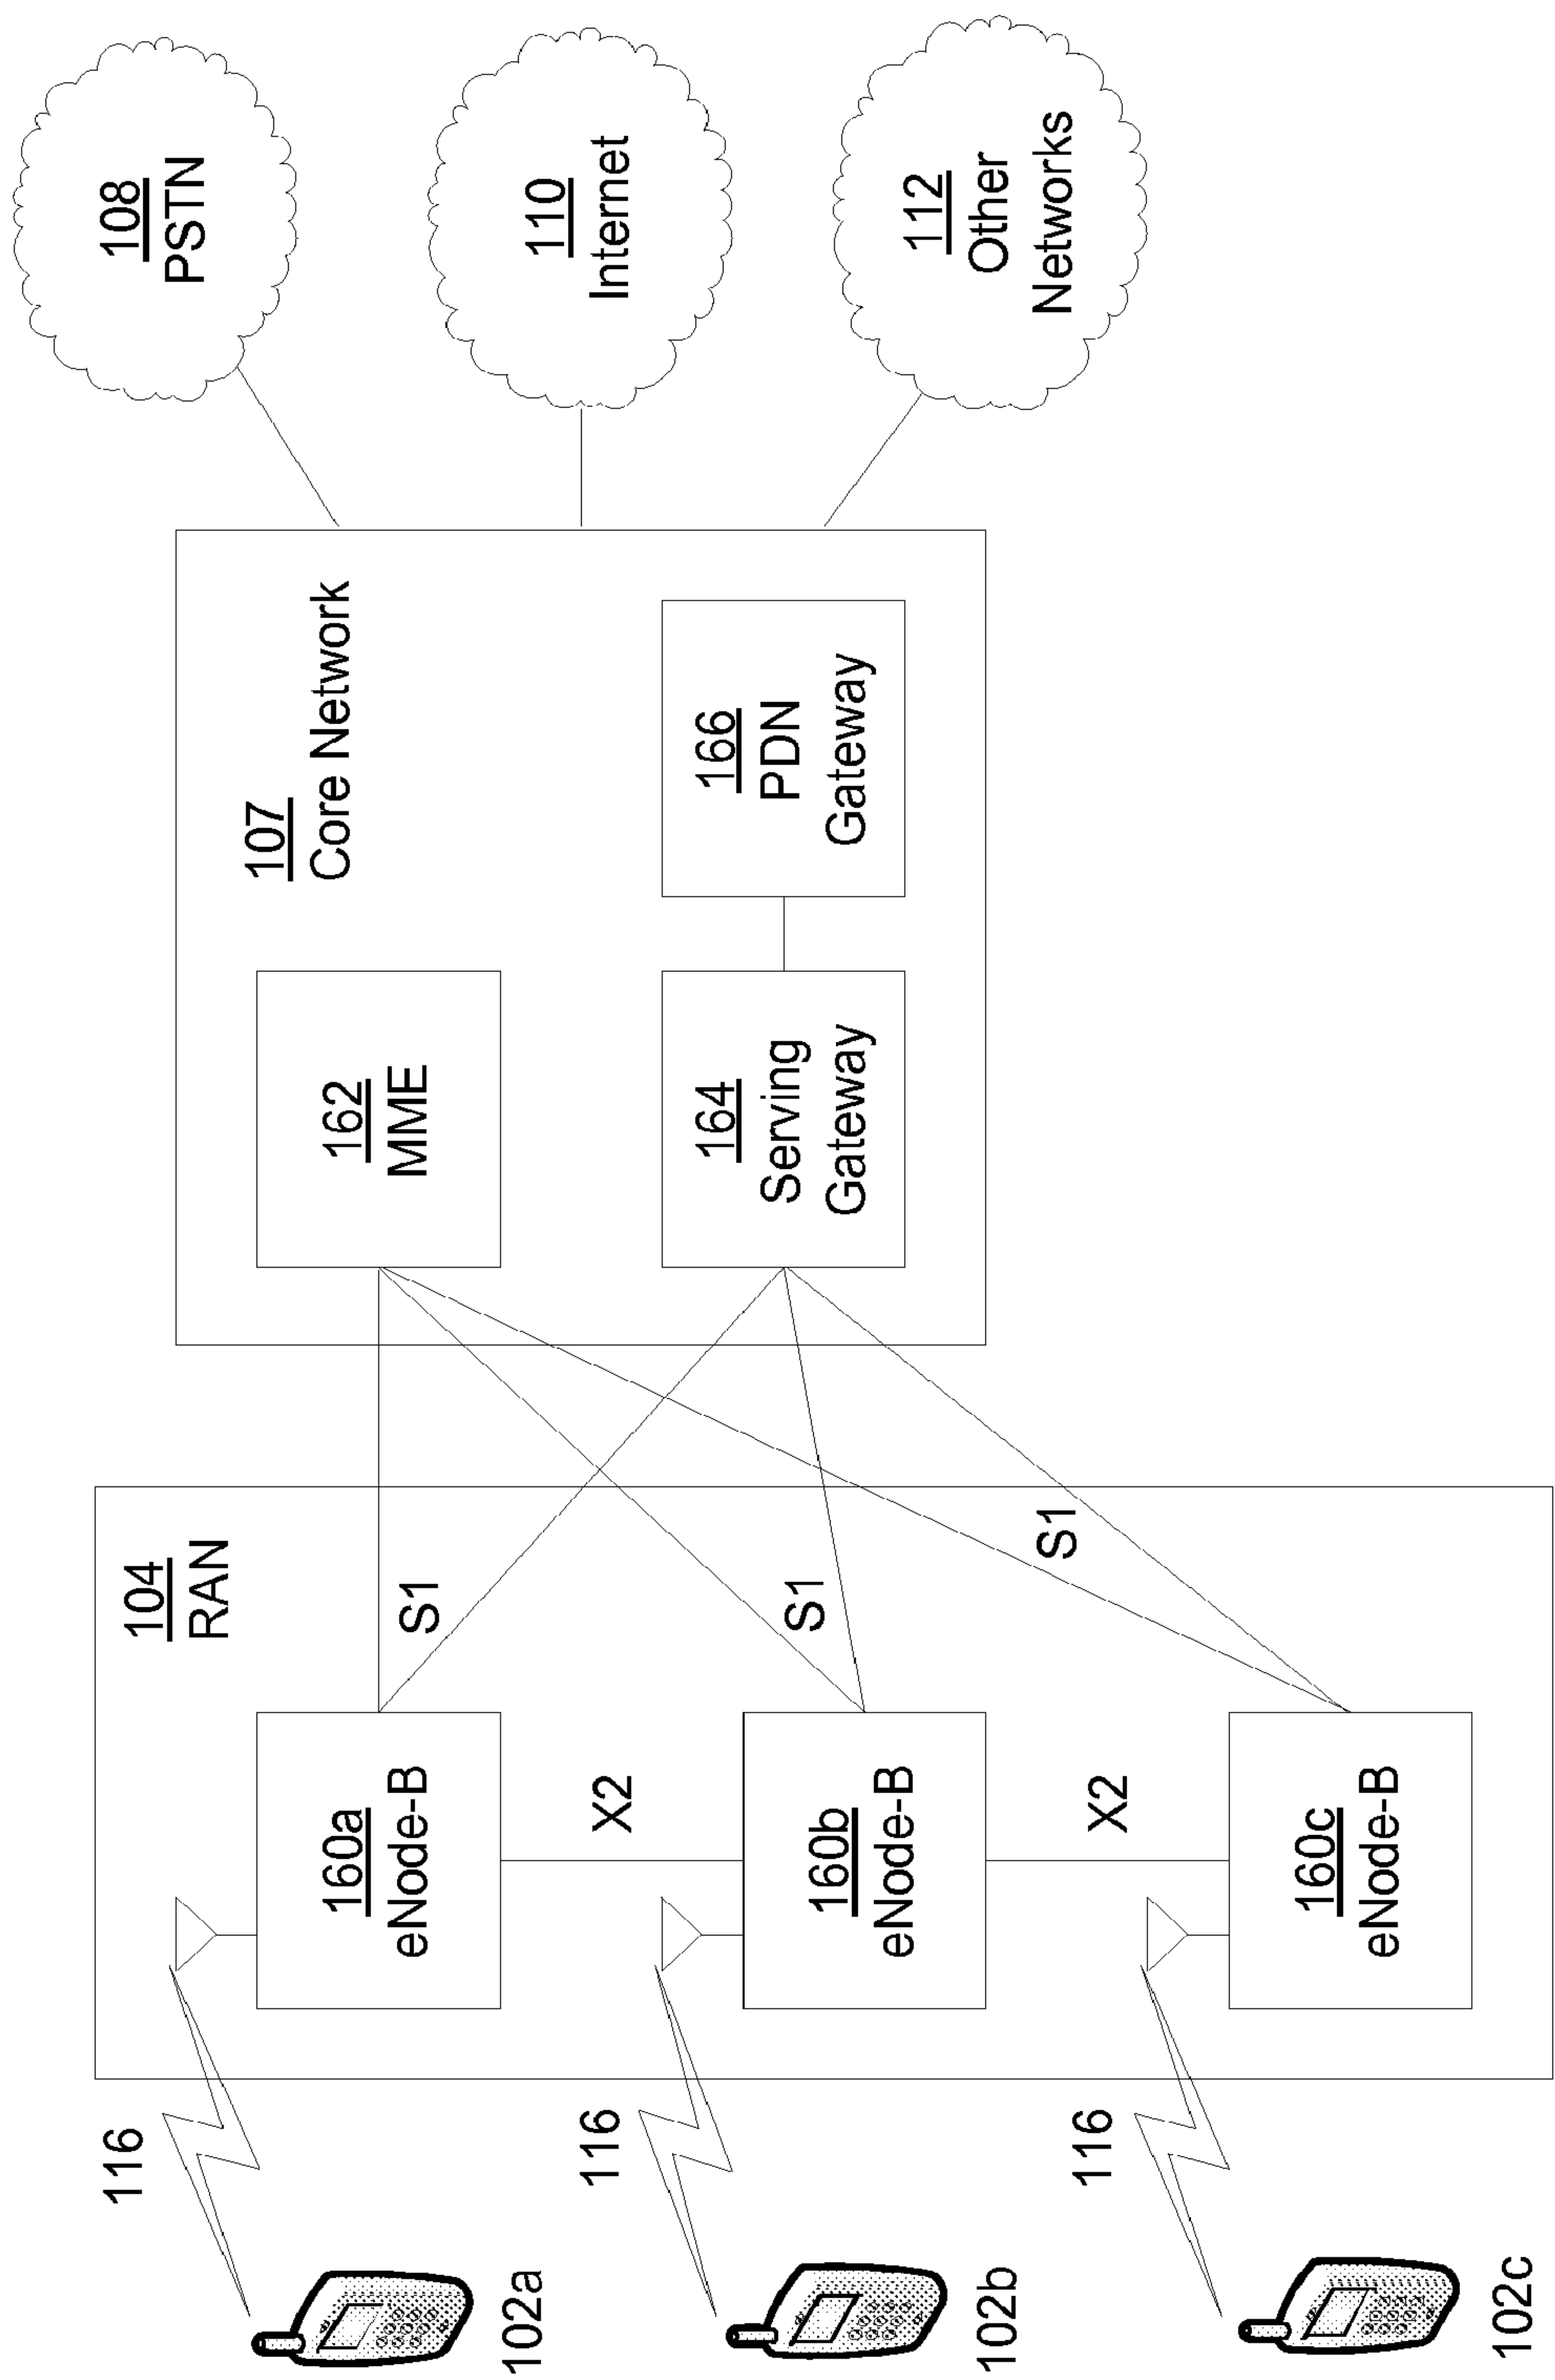 108
PSTN
110
Internet
112
Other
Networks
107
Core Network
162
MME
166
PDN
Gateway
164
Serving
Gateway
104
RAN
S1
S1
S1
160a
eNode-B
X2
160b
eNode-B
X2
160c
eNode-B
116
116
116
102a
102b
102c